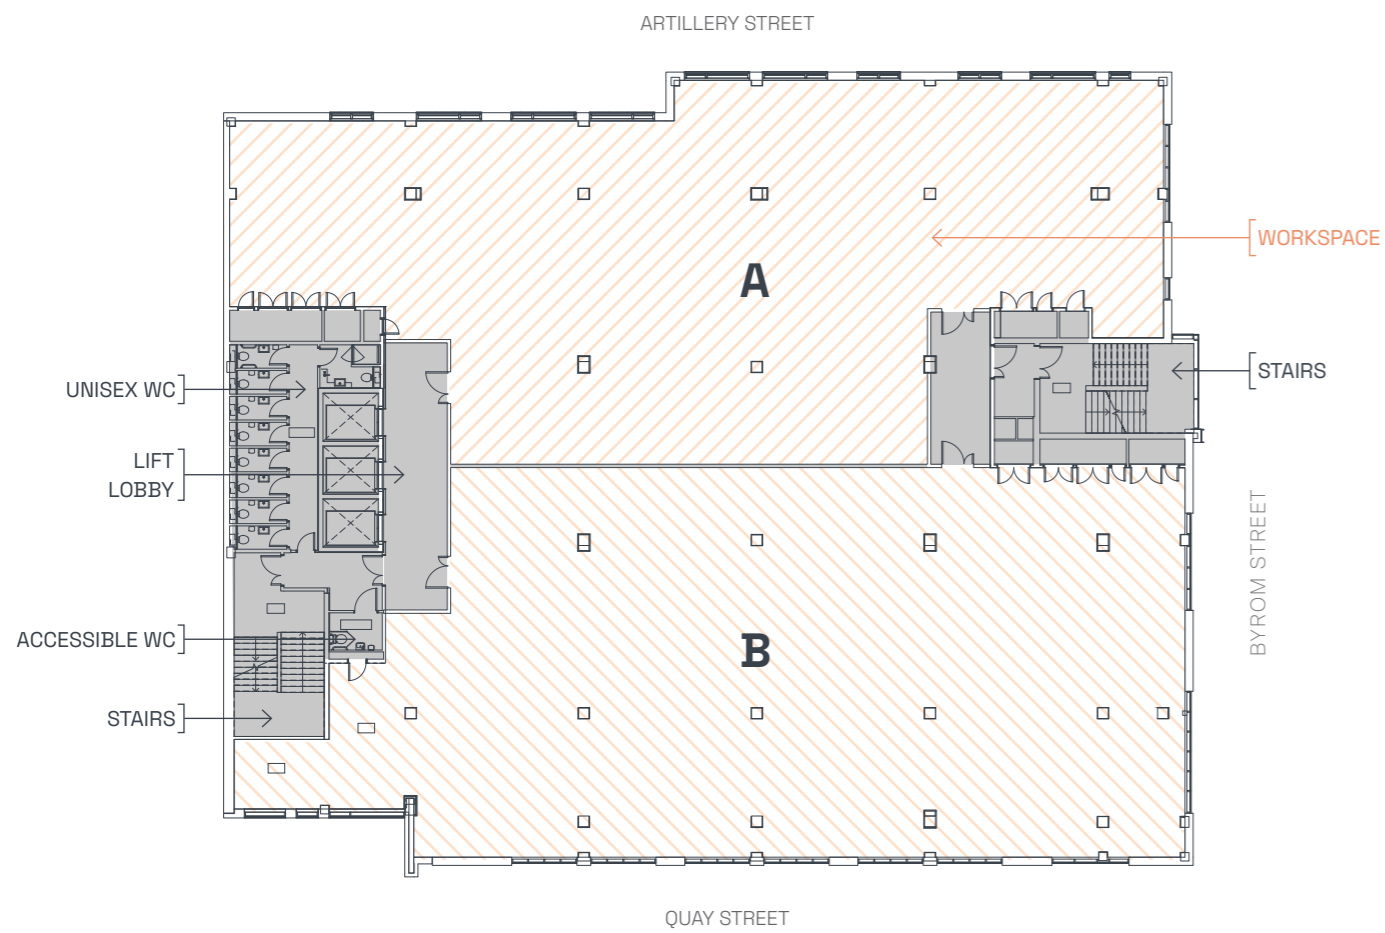 ARTILLERY STREET
WORKSPACE
A
STAIRS
UNISEX WC
LIFT
LOBBY
BYROM STREET
ACCESSIBLE WC
B
STAIRS
QUAY STREET